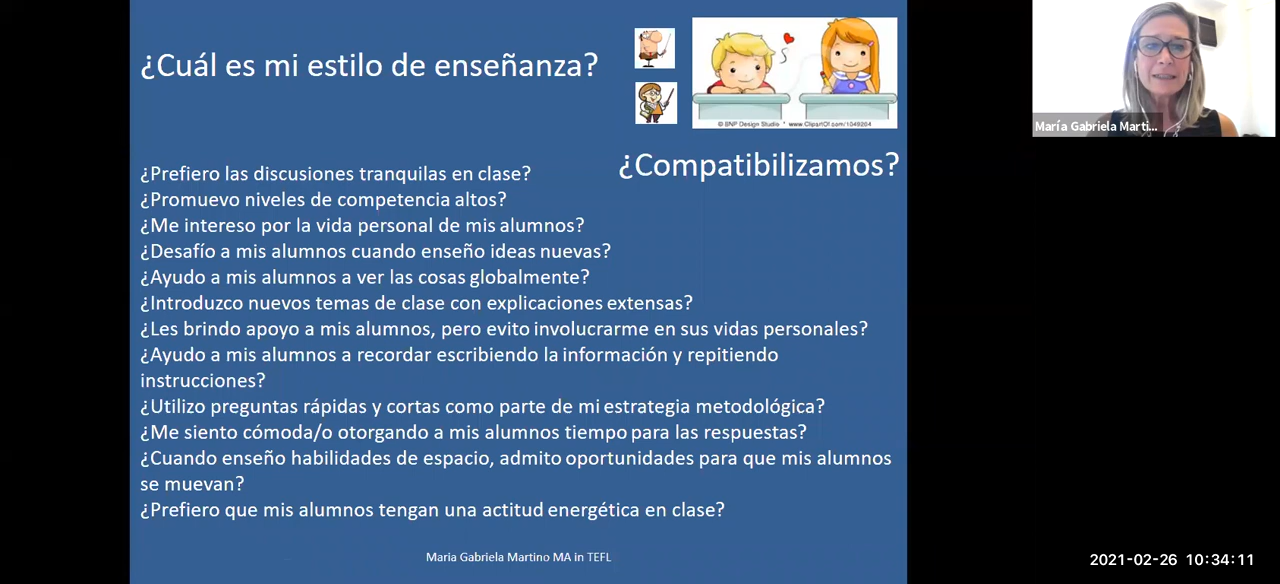 ¿Cuál es mi estilo de enseñanza?
© BNP Design Studio * www.ClipartOf.com/1049204
María Gabriela Marti...
¿Compatibilizamos?
¿Prefiero las discusiones tranquilas en clase?
¿Promuevo niveles de competencia altos?
¿Me intereso por la vida personal de mis alumnos?
¿Desafío a mis alumnos cuando enseño ideas nuevas?
¿Ayudo a mis alumnos a ver las cosas globalmente?
¿Introduzco nuevos temas de clase con explicaciones extensas?
¿Les brindo apoyo a mis alumnos, pero evito involucrarme en sus vidas personales?
¿Ayudo a mis alumnos a recordar escribiendo la información y repitiendo
instrucciones?
¿Utilizo preguntas rápidas y cortas como parte de mi estrategia metodológica?
¿Me siento cómoda/o otorgando a mis alumnos tiempo para las respuestas?
¿Cuando enseño habilidades de espacio, admito oportunidades para que mis alumnos
se muevan?
¿Prefiero que mis alumnos tengan una actitud energética en clase?
Maria Gabriela Martino MA in TEFL
2021-02-26 10:34:11